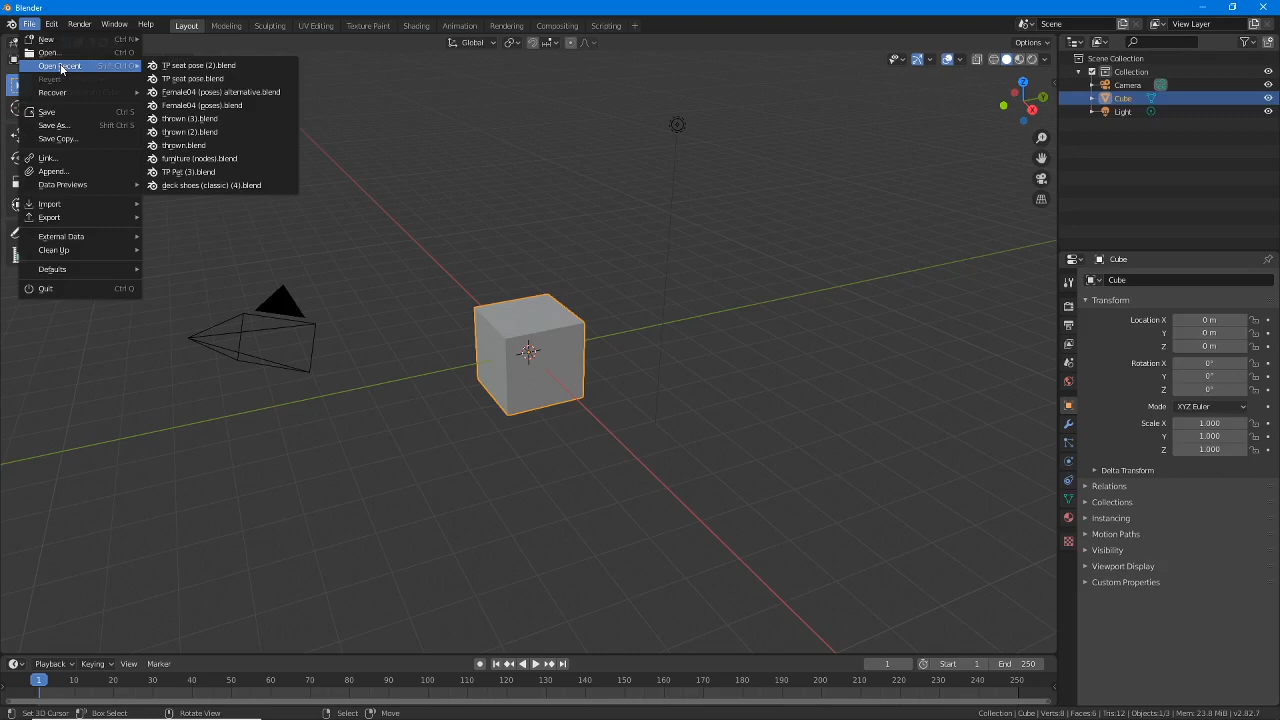 Blender
File Edit Render Window Help Layout Modeling Sculpting UV Editing Texture Paint Shading Animation Rendering Compositing Scripting + Scene View Layer
Global Options
New Ctrl N
Open... Ctrl O
Open Recent Shift Ctrl O
Revert
Recover
Save Ctrl S
Save As... Shift Ctrl S
Save Copy...
Link...
Append...
Data Previews
Import
Export
External Data
Clean Up
Defaults
Quit Ctrl Q
TP seat pose (2).blend
TP seat pose.blend
Female04 (poses) alternative.blend
Female04 (poses).blend
thrown (3).blend
thrown (2).blend
thrown.blend
furniture (nodes).blend
TP Pet (3).blend
deck shoes (classic) (4).blend
Z
Y
X
Scene Collection
Collection
Camera
Cube
Light
Cube
Cube
Transform
Location X 0 m
Y 0 m
Z 0 m
Rotation X 0°
Y 0°
Z 0°
Mode XYZ Euler
Scale X 1.000
Y 1.000
Z 1.000
Delta Transform
Relations
Collections
Instancing
Motion Paths
Visibility
Viewport Display
Custom Properties
Playback Keying View Marker 1 Start 1 End 250
1 10 20 30 40 50 60 70 80 90 100 110 120 130 140 150 160 170 180 190 200 210 220 230 240 250
Set 3D Cursor Box Select Rotate View Select Move Collection | Cube | Verts:8 | Faces:6 | Tris:12 | Objects:1/3 | Mem: 23.8 MiB | v2.82.7